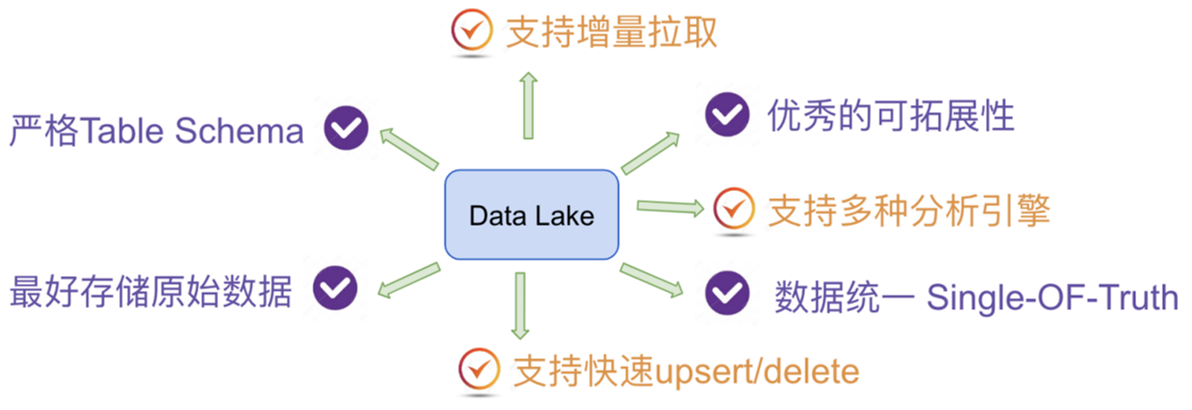 支持增量拉取
严格Table Schema
优秀的可拓展性
Data Lake
支持多种分析引擎
最好存储原始数据
数据统一 Single-OF-Truth
支持快速upsert/delete